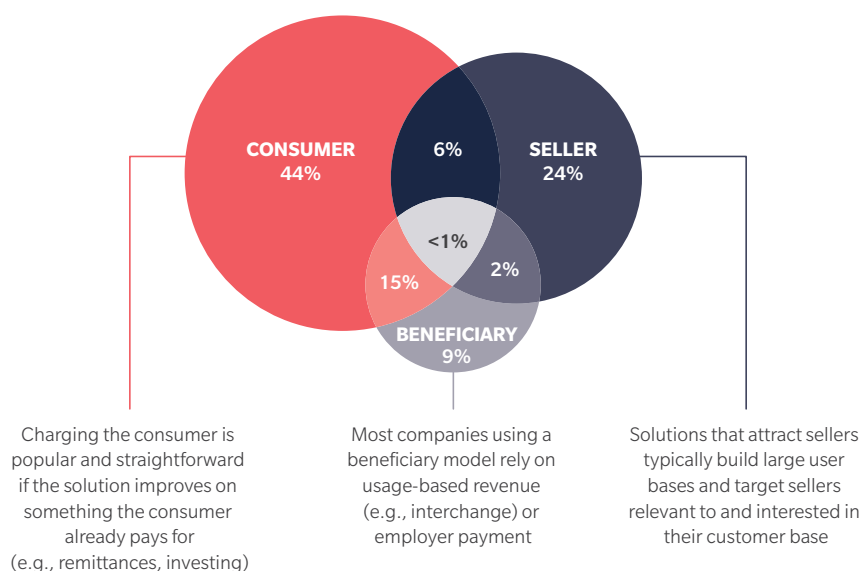 CONSUMER
44%
6%
SELLER
24%
<1%
15%
2%
BENEFICIARY
9%
Charging the consumer is
popular and straightforward
if the solution improves on
something the consumer
already pays for
(e.g., remittances, investing)
Most companies using a
beneficiary model rely on
usage-based revenue
(e.g., interchange) or
employer payment
Solutions that attract sellers
typically build large user
bases and target sellers
relevant to and interested in
their customer base